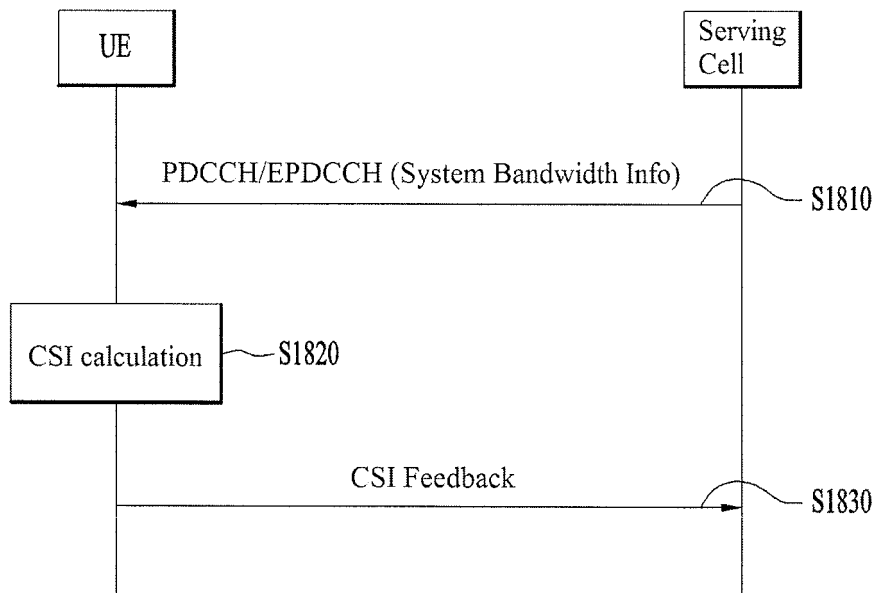 UE
Serving
Cell
PDCCH/EPDCCH (System Bandwidth Info)
S1810
CSI calculation
S1820
CSI Feedback
S1830